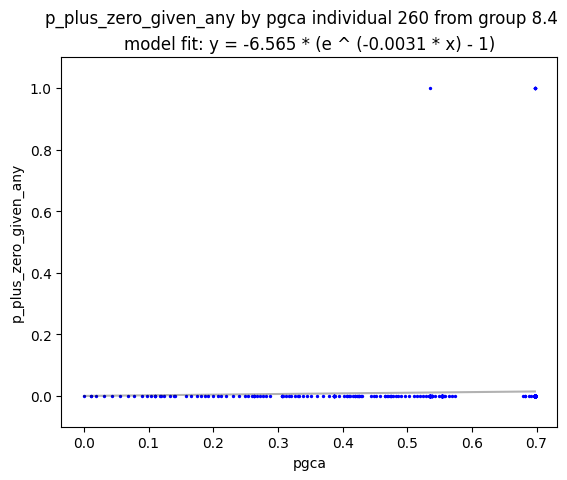 p_plus_zero_given_any by pgca individual 260 from group 8.4
model fit: y = -6.565 * (e ^ (-0.0031 * x) - 1)
1.0
0.8
0.6
0.4
0.2
0.0
p_plus_zero_given_any
0.0 0.1 0.2 0.3 0.4 0.5 0.6 0.7
pgca